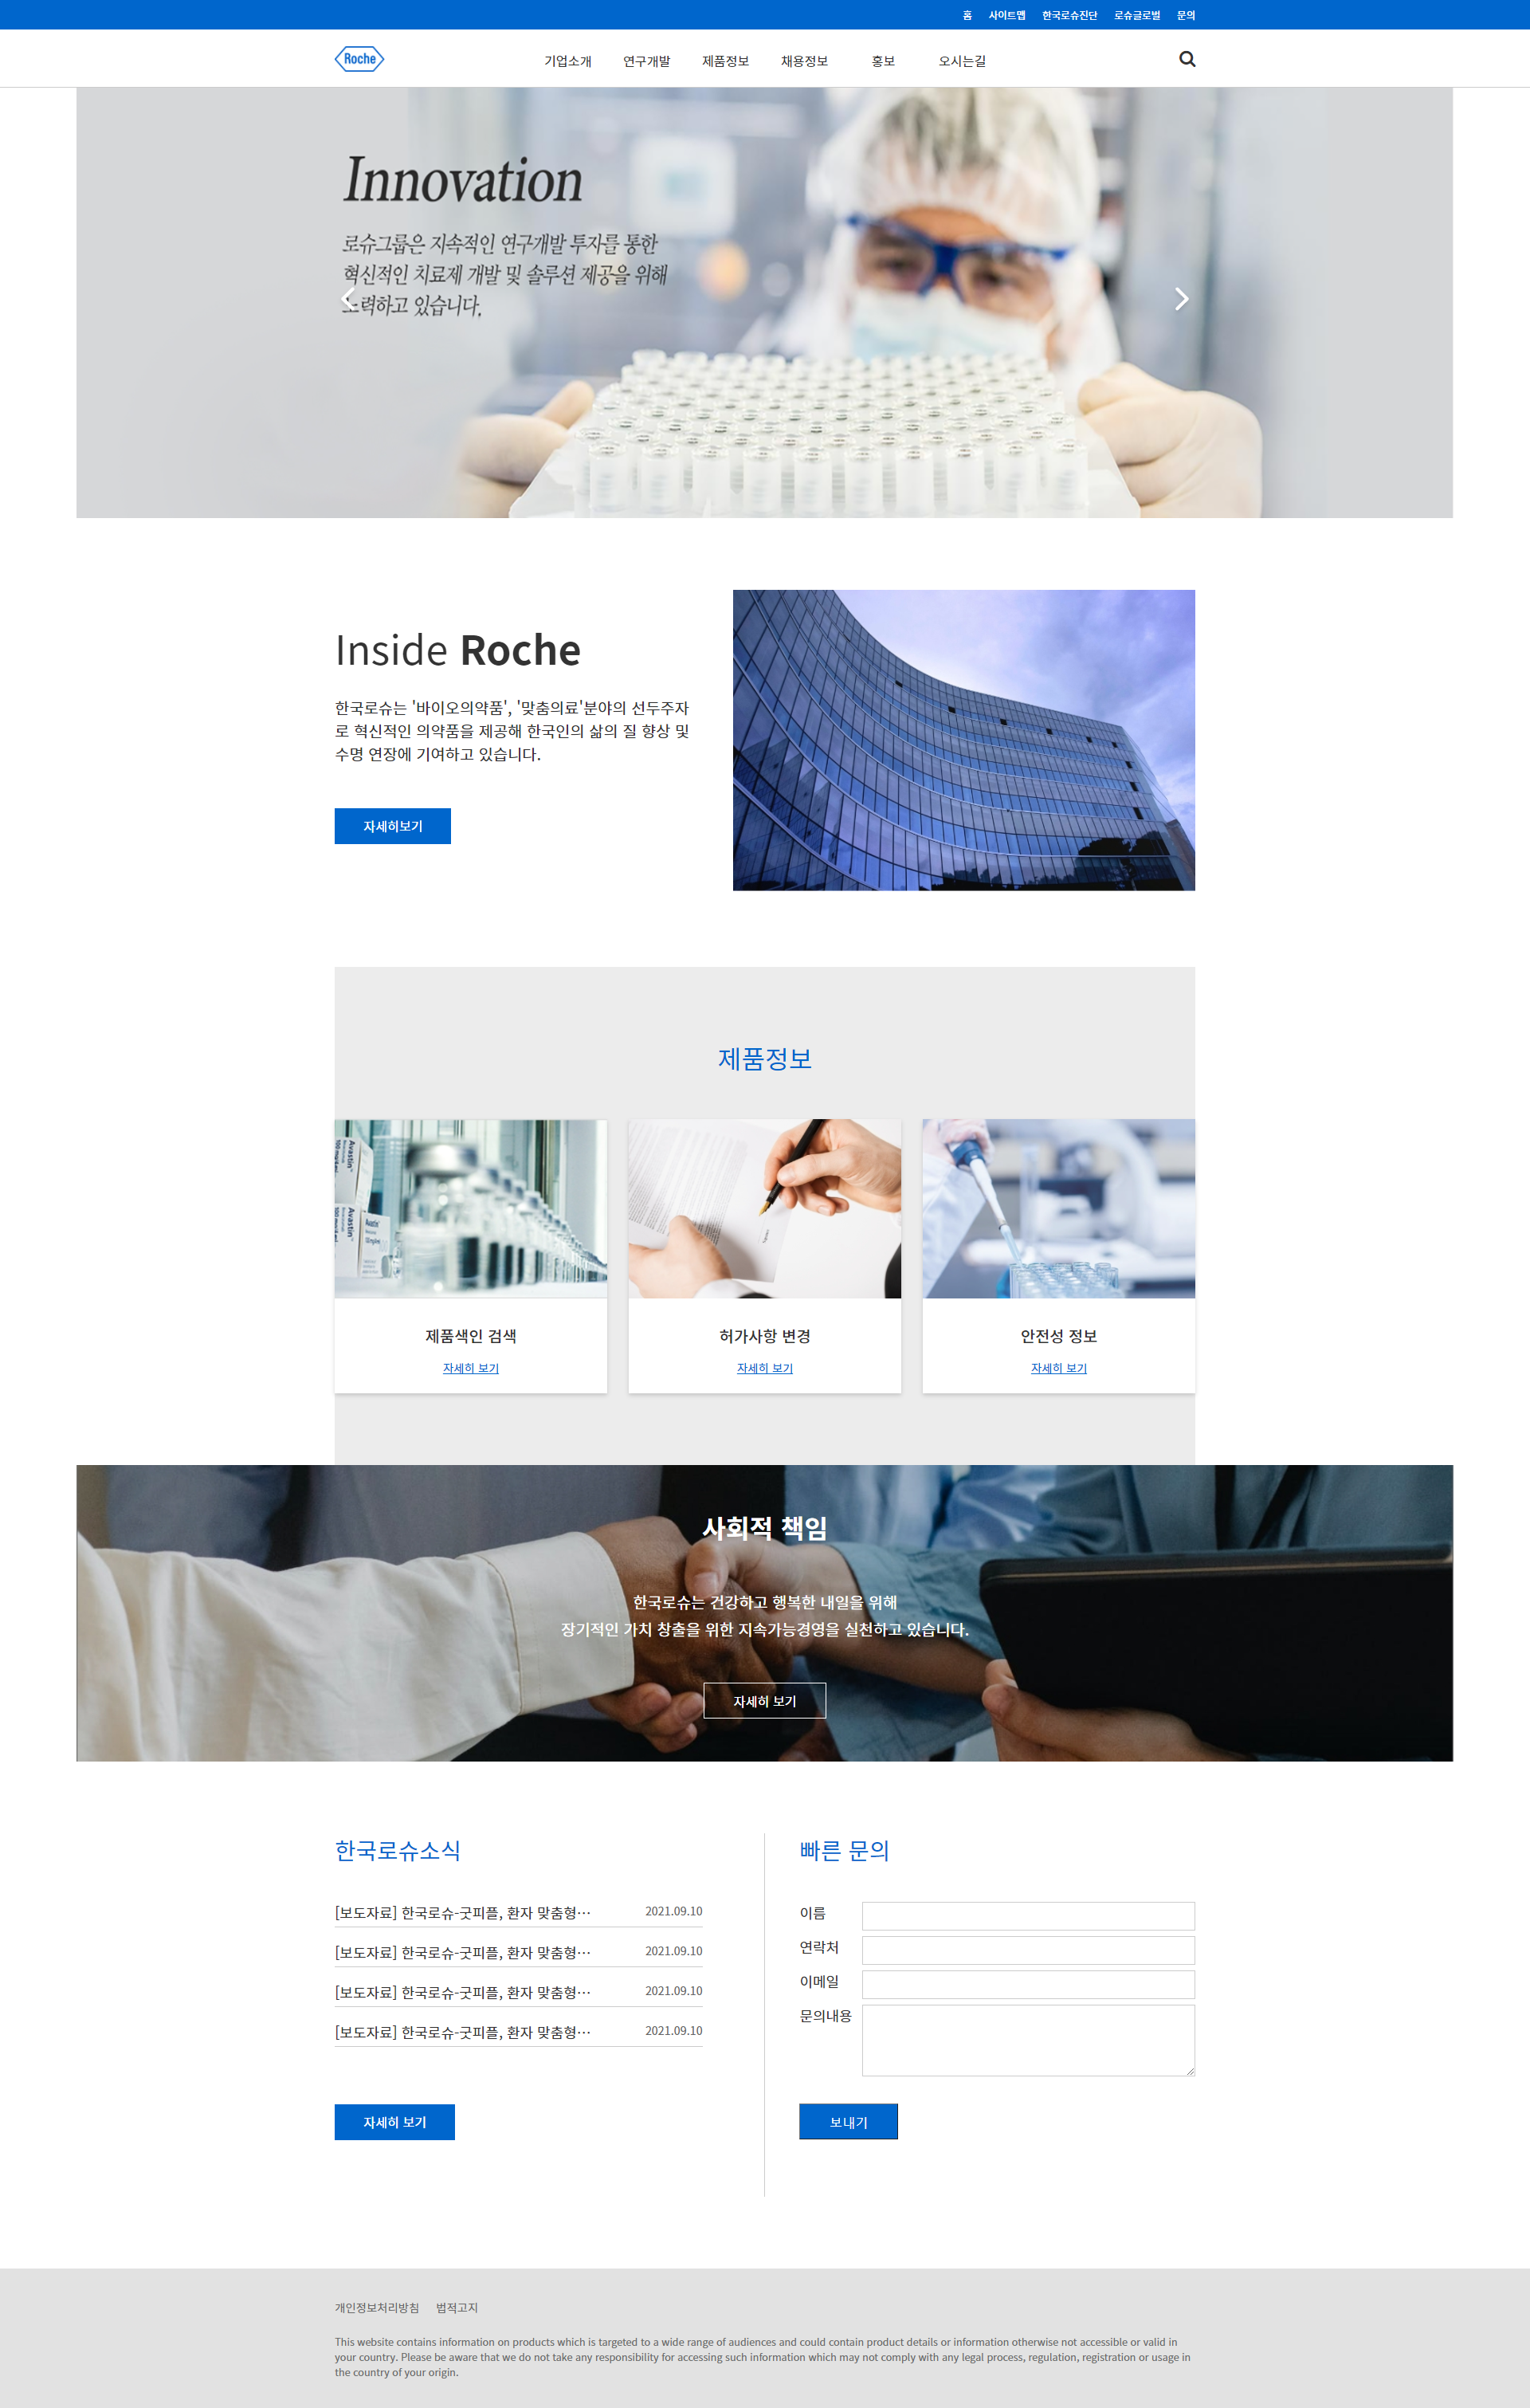 홈 사이트맵 한국로슈진단 로슈글로벌 문의
Roche 기업소개 연구개발 제품정보 채용정보 홍보 오시는길
Innovation
로슈그룹은 지속적인 연구개발 투자를 통한
혁신적인 치료제 개발 및 솔루션 제공을 위해
노력하고 있습니다.
Inside Roche
한국로슈는 '바이오의약품', '맞춤의료'분야의 선두주자
로 혁신적인 의약품을 제공해 한국인의 삶의 질 향상 및
수명 연장에 기여하고 있습니다.
자세히보기
제품정보
Avastin
Avastin
Avastin
제품색인 검색
자세히 보기
허가사항 변경
자세히 보기
안전성 정보
자세히 보기
사회적 책임
한국로슈는 건강하고 행복한 내일을 위해
장기적인 가치 창출을 위한 지속가능경영을 실천하고 있습니다.
자세히 보기
한국로슈소식
[보도자료] 한국로슈-굿피플, 환자 맞춤형… 2021.09.10
[보도자료] 한국로슈-굿피플, 환자 맞춤형… 2021.09.10
[보도자료] 한국로슈-굿피플, 환자 맞춤형… 2021.09.10
[보도자료] 한국로슈-굿피플, 환자 맞춤형… 2021.09.10
자세히 보기
빠른 문의
이름
연락처
이메일
문의내용
보내기
개인정보처리방침 법적고지
This website contains information on products which is targeted to a wide range of audiences and could contain product details or information otherwise not accessible or valid in
your country. Please be aware that we do not take any responsibility for accessing such information which may not comply with any legal process, regulation, registration or usage in
the country of your origin.